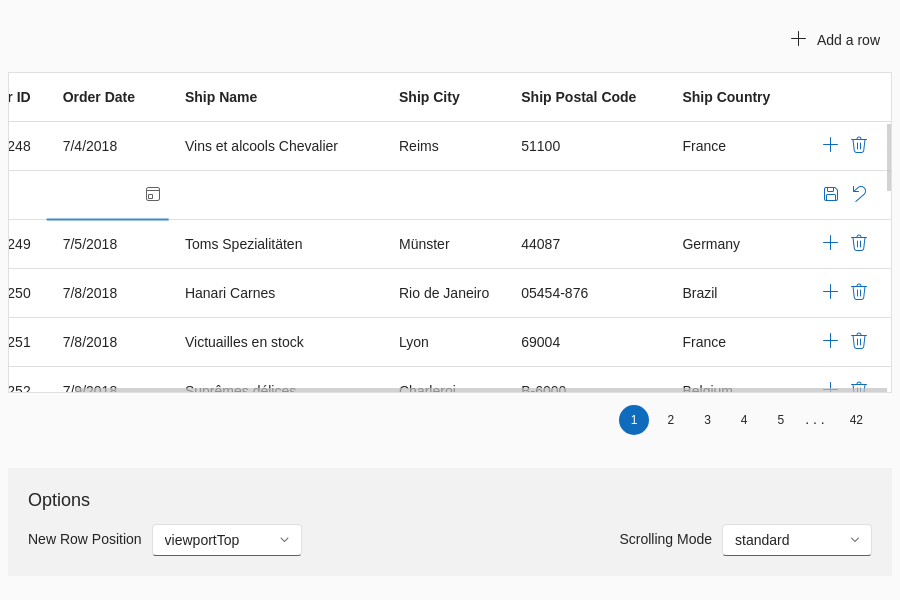 Add a row
r ID Order Date Ship Name Ship City Ship Postal Code Ship Country
248 7/4/2018 Vins et alcools Chevalier Reims 51100 France
249 7/5/2018 Toms Spezialitäten Münster 44087 Germany
250 7/8/2018 Hanari Carnes Rio de Janeiro 05454-876 Brazil
251 7/8/2018 Victuailles en stock Lyon 69004 France
252 7/9/2018 Suprêmes délices Charleroi B-6000 Belgium
1 2 3 4 5 . . . 42
Options
New Row Position viewportTop Scrolling Mode standard